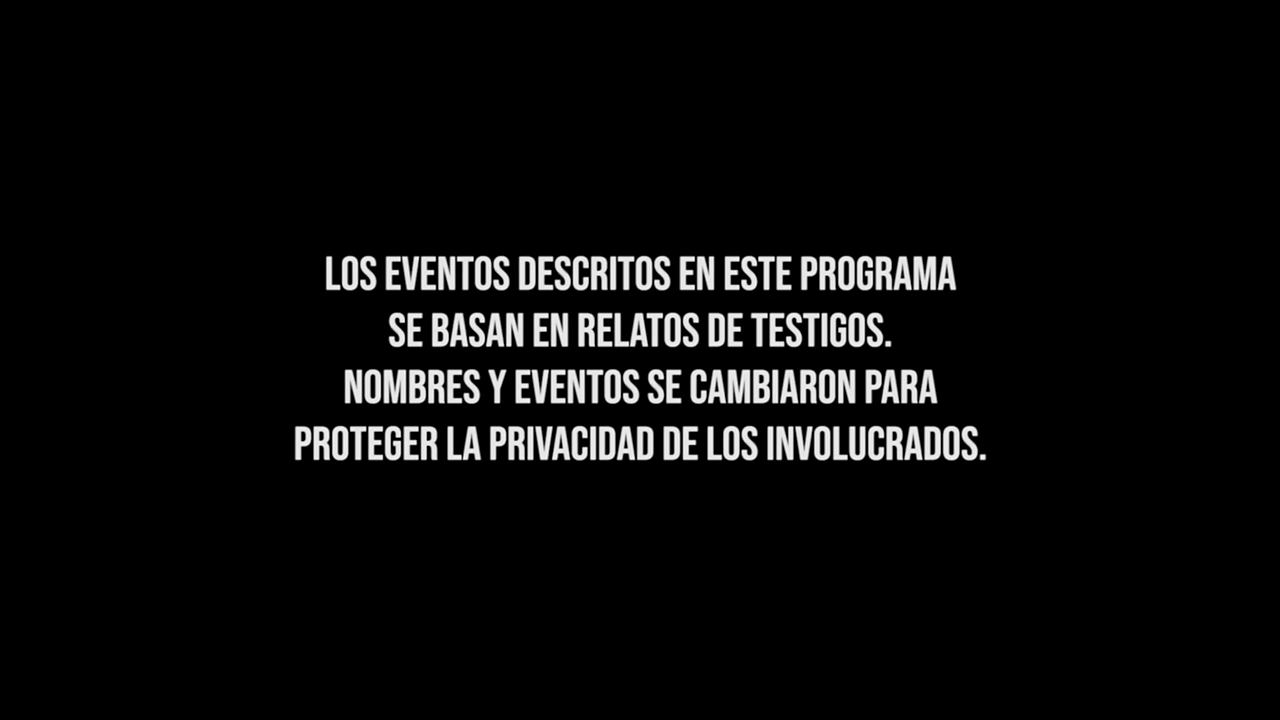 LOS EVENTOS DESCRITOS EN ESTE PROGRAMA
SE BASAN EN RELATOS DE TESTIGOS.
NOMBRES Y EVENTOS SE CAMBIARON PARA
PROTEGER LA PRIVACIDAD DE LOS INVOLUCRADOS.